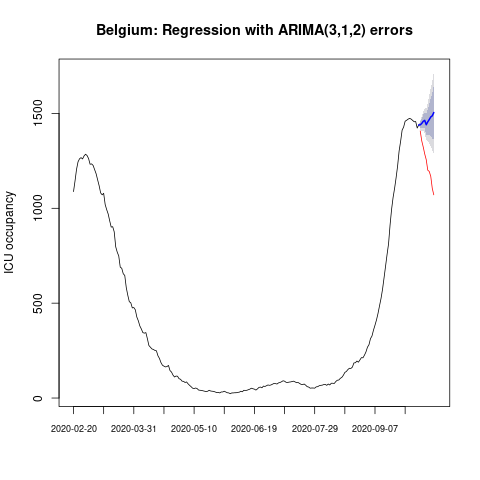 Belgium: Regression with ARIMA(3,1,2) errors
ICU occupancy
1500
1000
500
0
2020-02-20 2020-03-31 2020-05-10 2020-06-19 2020-07-29 2020-09-07